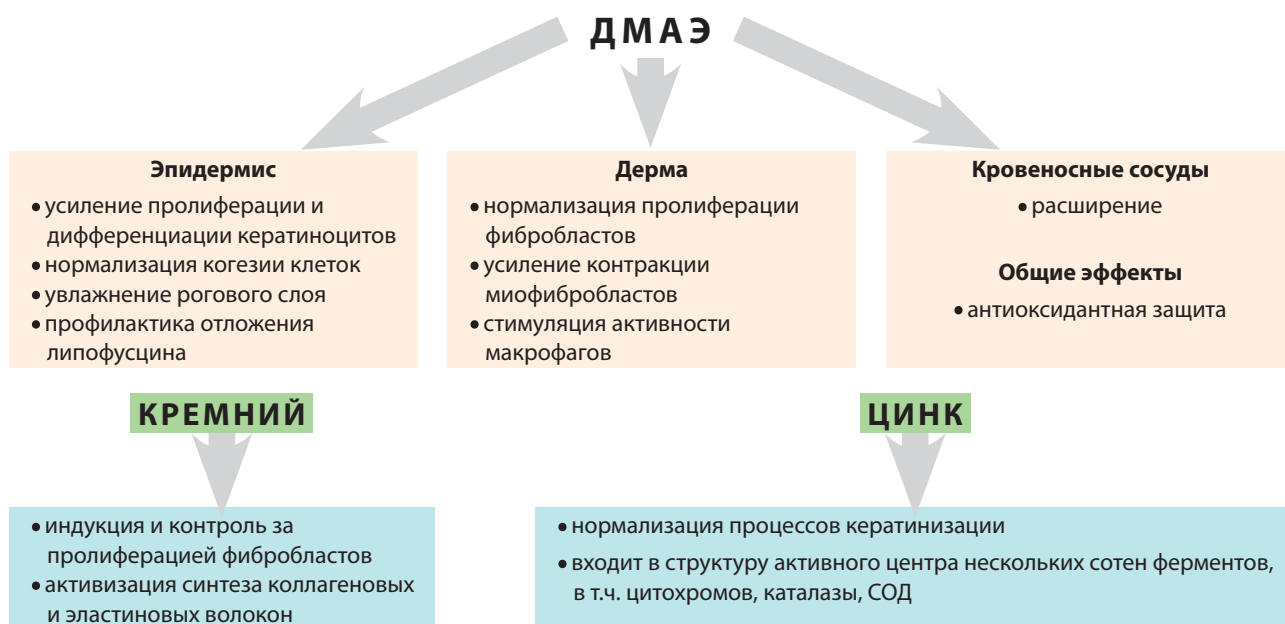 ДМАЭ
Эпидермис
• усиление пролиферации и
дифференциации кератиноцитов
• нормализация когезии клеток
• увлажнение рогового слоя
• профилактика отложения
липофусцина
Дерма
• нормализация пролиферации
фибробластов
• усиление контракции
миофибробластов
• стимуляция активности
макрофагов
Кровеносные сосуды
• расширение
Общие эффекты
• антиоксидантная защита
КРЕМНИЙ
• индукция и контроль за
пролиферацией фибробластов
• активизация синтеза коллагеновых
и эластиновых волокон
ЦИНК
• нормализация процессов кератинизации
• входит в структуру активного центра нескольких сотен ферментов,
в т.ч. цитохромов, каталазы, СОД